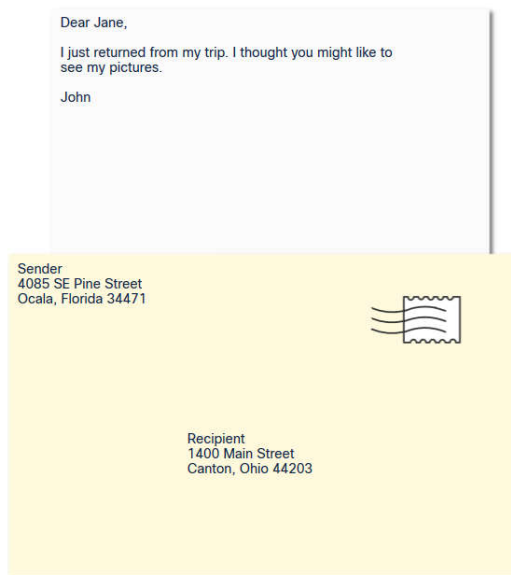 Dear Jane,
I just returned from my trip. I thought you might like to
see my pictures.
John
Sender
4085 SE Pine Street
Ocala, Florida 34471
Recipient
1400 Main Street
Canton, Ohio 44203